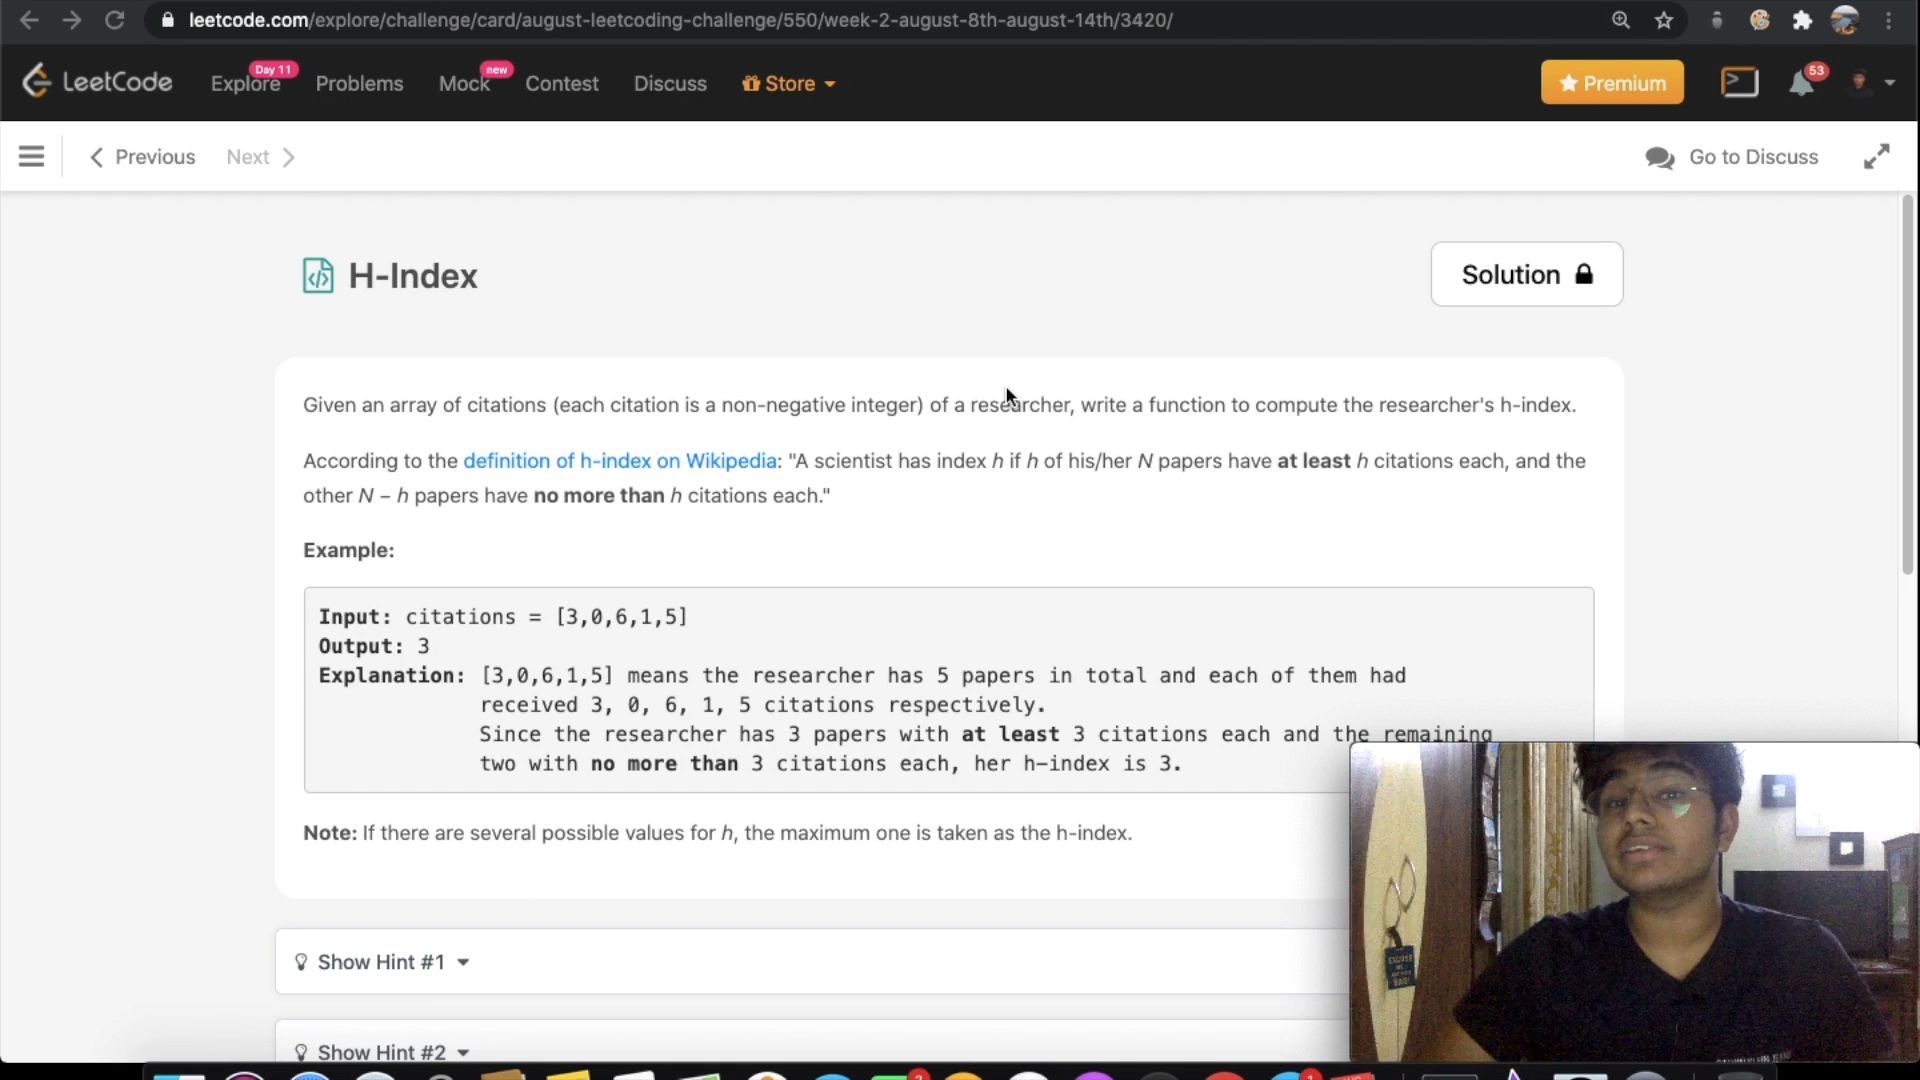 leetcode.com/explore/challenge/card/august-leetcoding-challenge/550/week-2-august-8th-august-14th/3420/
LeetCode Explore Day 11 Problems Mock new Contest Discuss Store Premium 53
Previous Next Go to Discuss
H-Index
Solution
Given an array of citations (each citation is a non-negative integer) of a researcher, write a function to compute the researcher's h-index.
According to the definition of h-index on Wikipedia: "A scientist has index h if h of his/her N papers have at least h citations each, and the
other N − h papers have no more than h citations each."
Example:
Input: citations = [3,0,6,1,5]
Output: 3
Explanation: [3,0,6,1,5] means the researcher has 5 papers in total and each of them had
received 3, 0, 6, 1, 5 citations respectively.
Since the researcher has 3 papers with at least 3 citations each and the remaining
two with no more than 3 citations each, her h-index is 3.
Note: If there are several possible values for h, the maximum one is taken as the h-index.
Show Hint #1
Show Hint #2